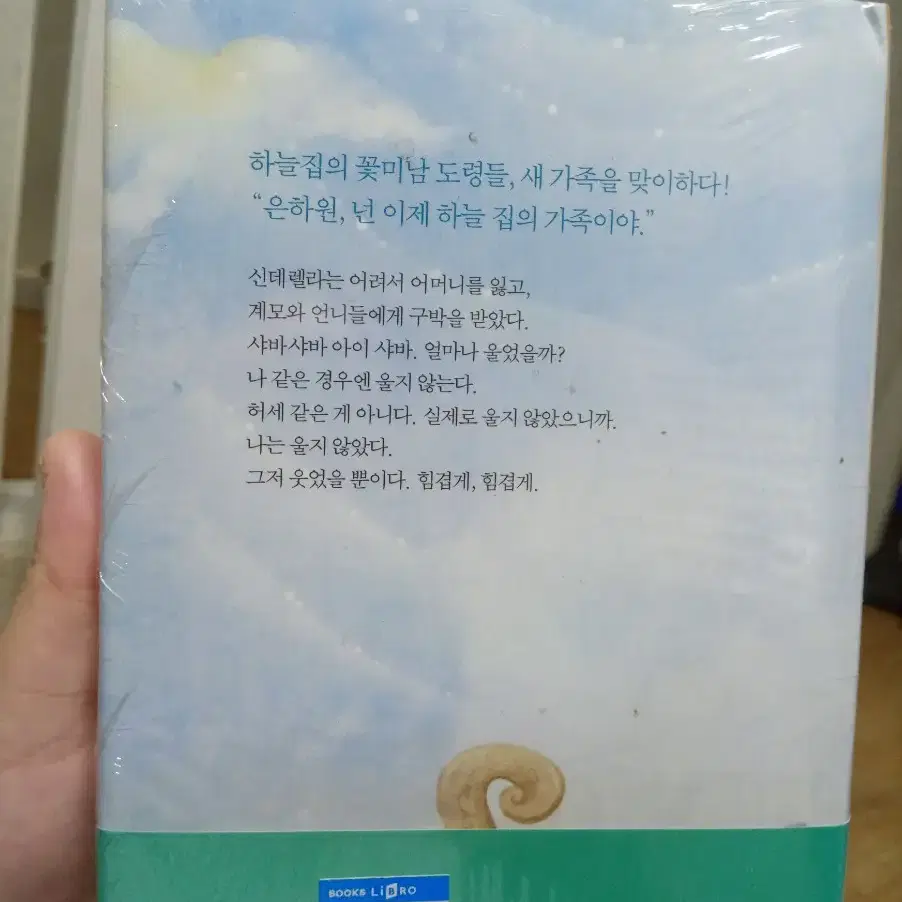 하늘집의 꽃미남 도령들, 새 가족을 맞이하다!
“은하원, 넌 이제 하늘 집의 가족이야.”
신데렐라는 어려서 어머니를 잃고,
계모와 언니들에게 구박을 받았다.
샤바샤바 아이 샤바. 얼마나 울었을까?
나 같은 경우엔 울지 않는다.
허세 같은 게 아니다. 실제로 울지 않았으니까.
나는 울지 않았다.
그저 웃었을 뿐이다. 힘겹게, 힘겹게.
BOOKS LiBRO